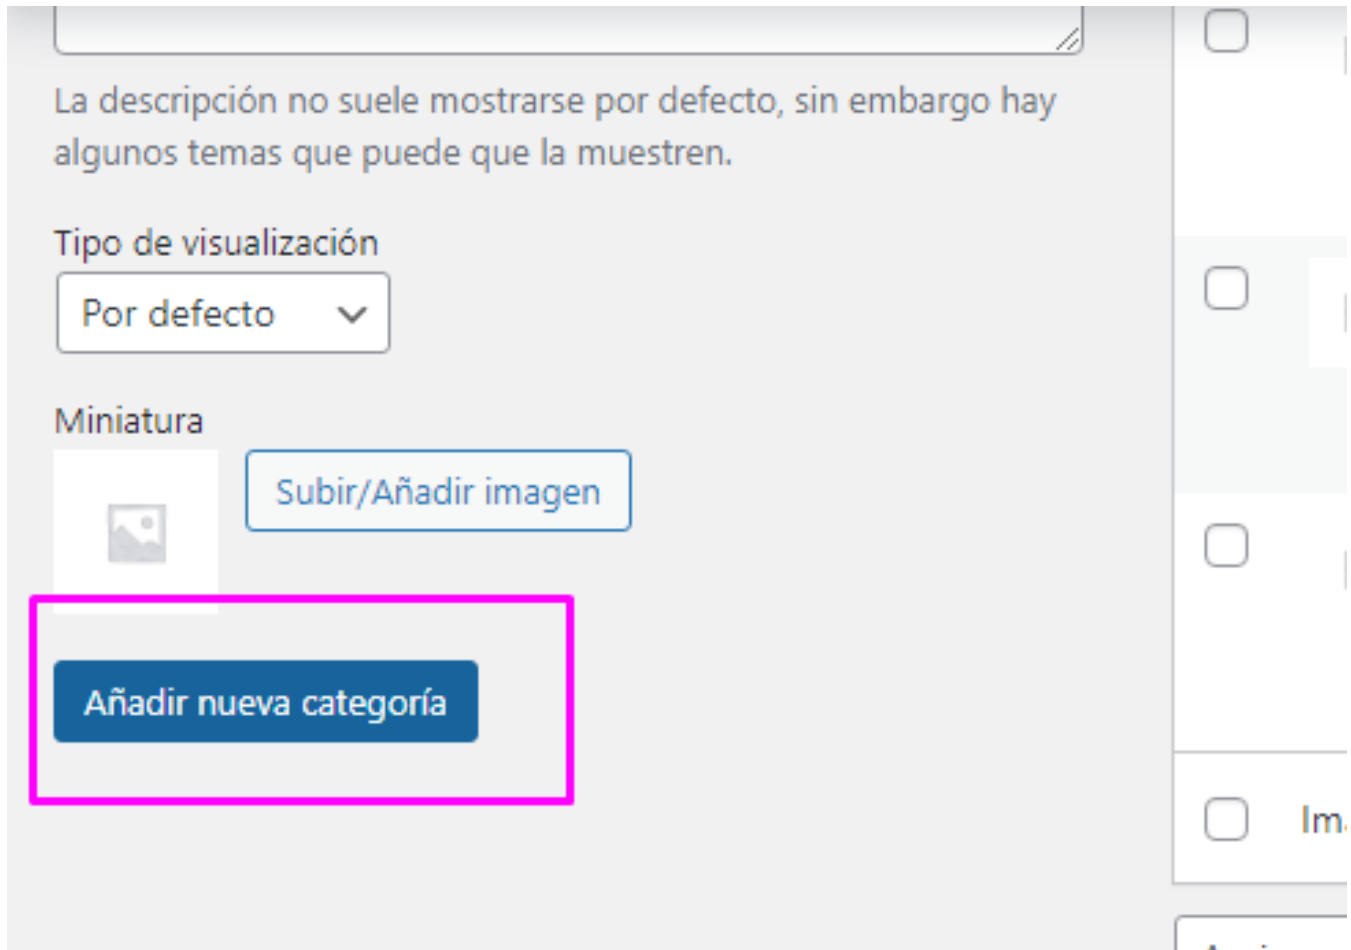 La descripción no suele mostrarse por defecto, sin embargo hay
algunos temas que puede que la muestren.
Tipo de visualización
Por defecto
Miniatura
Subir/Añadir imagen
Añadir nueva categoría